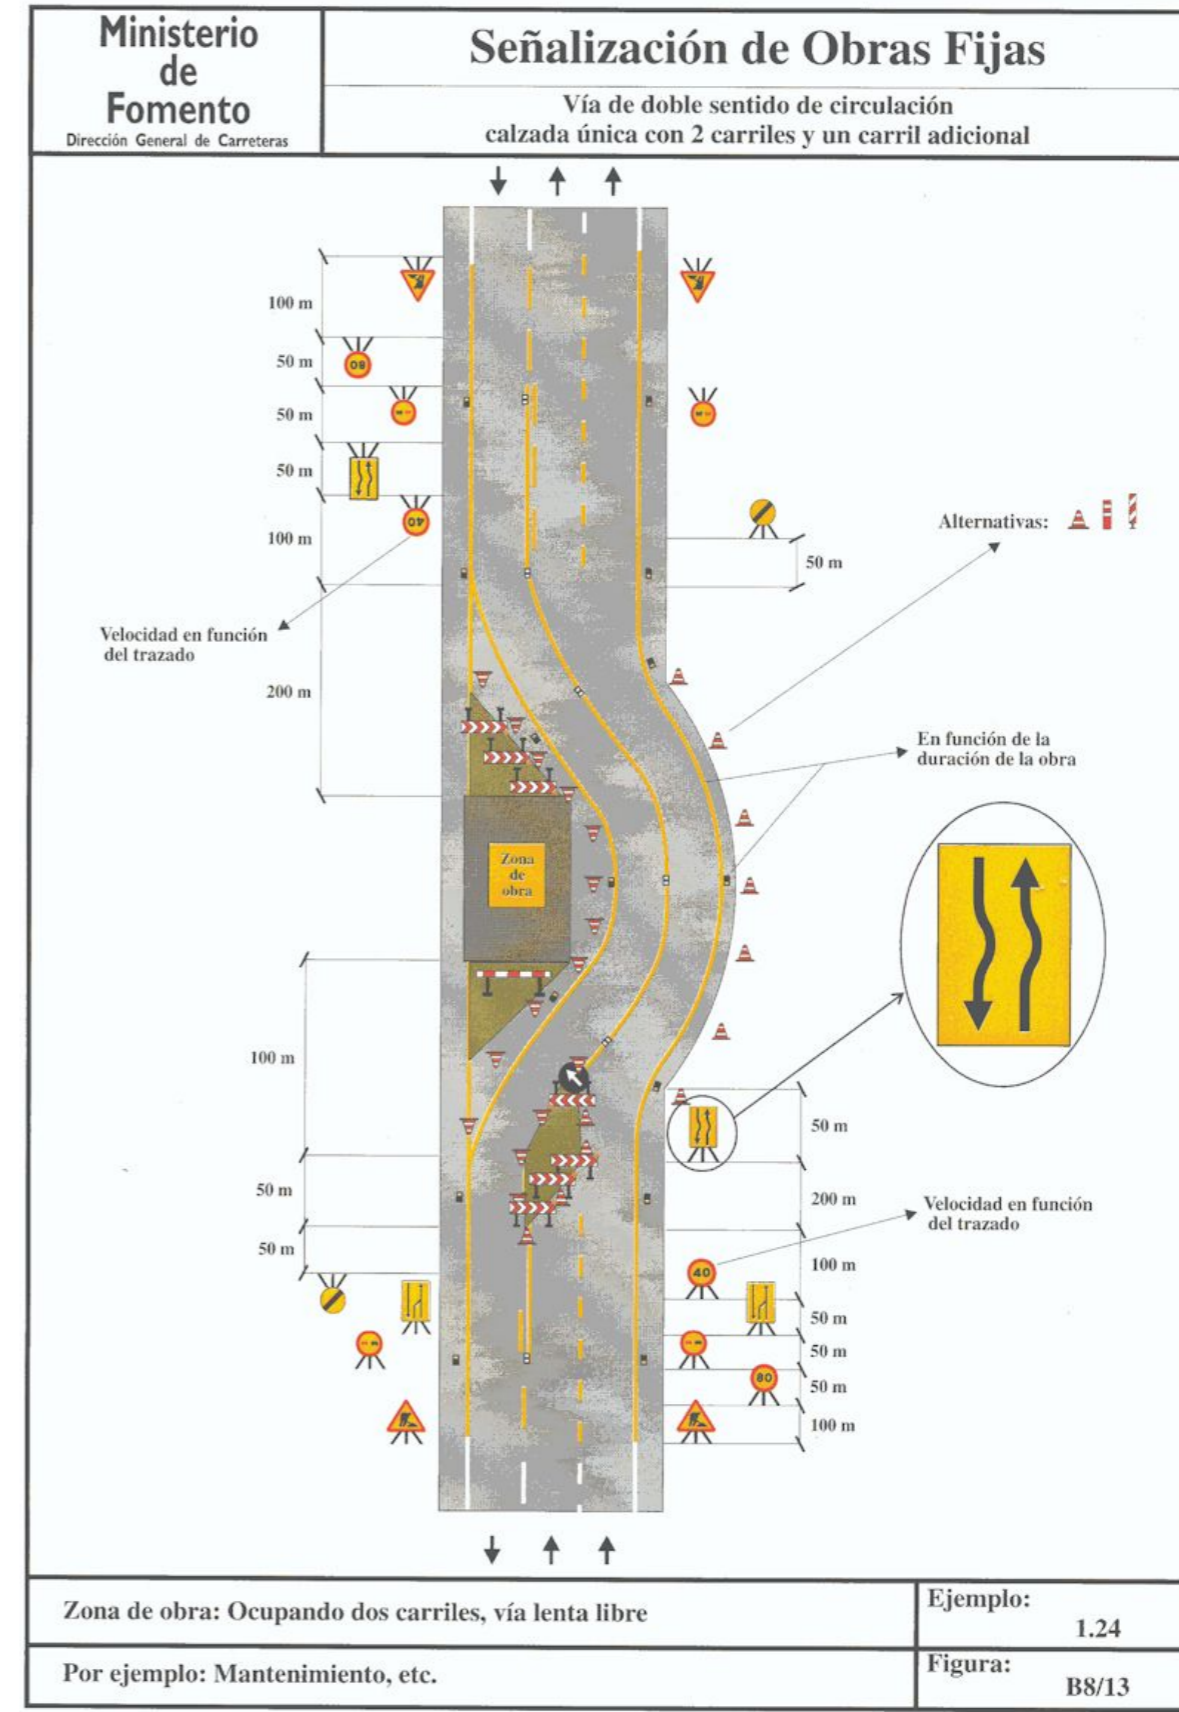 Ministerio
de
Fomento
Dirección General de Carreteras
Señalización de Obras Fijas
Vía de doble sentido de circulación
calzada única con 2 carriles y un carril adicional
100 m
50 m
80
50 m
50 m
40
100 m
Alternativas:
50 m
Velocidad en función
del trazado
200 m
En función de la
duración de la obra
Zona
de
obra
100 m
50 m
50 m
200 m
Velocidad en función
del trazado
50 m
100 m
40
50 m
50 m
80
50 m
100 m
Zona de obra: Ocupando dos carriles, vía lenta libre
Ejemplo:
1.24
Por ejemplo: Mantenimiento, etc.
Figura:
B8/13